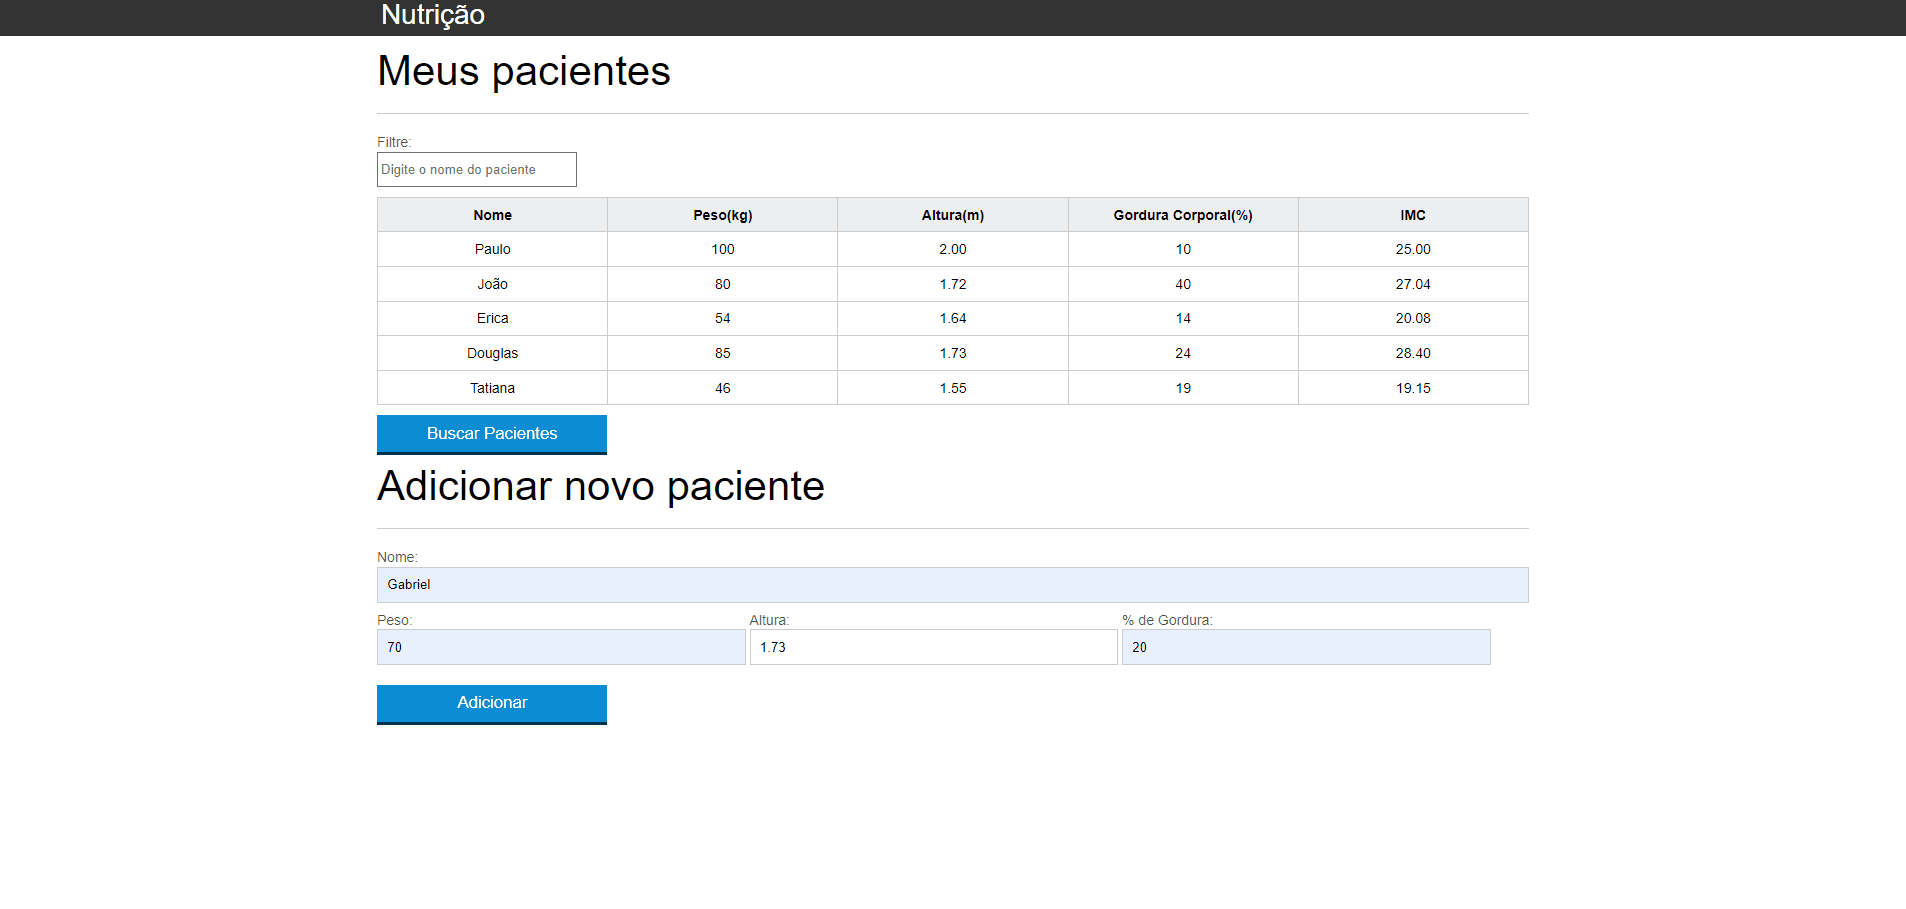 Nutrição
Meus pacientes
Filtre:
Digite o nome do paciente
Nome Peso(kg) Altura(m) Gordura Corporal(%) IMC
Paulo 100 2.00 10 25.00
João 80 1.72 40 27.04
Erica 54 1.64 14 20.08
Douglas 85 1.73 24 28.40
Tatiana 46 1.55 19 19.15
Buscar Pacientes
Adicionar novo paciente
Nome:
Gabriel
Peso: Altura: % de Gordura:
70 1.73 20
Adicionar